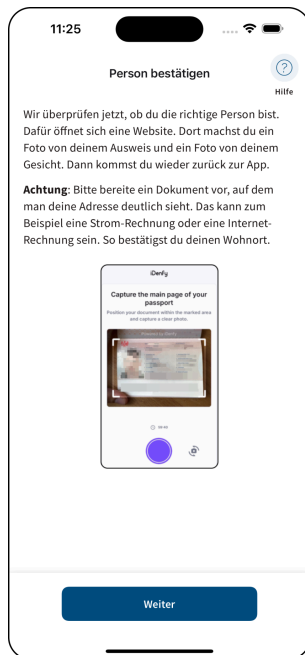 11:25
Person bestätigen
?
Hilfe
Wir überprüfen jetzt, ob du die richtige Person bist.
Dafür öffnet sich eine Website. Dort machst du ein
Foto von deinem Ausweis und ein Foto von deinem
Gesicht. Dann kommst du wieder zurück zur App.
Achtung: Bitte bereite ein Dokument vor, auf dem
man deine Adresse deutlich sieht. Das kann zum
Beispiel eine Strom-Rechnung oder eine Internet-
Rechnung sein. So bestätigst du deinen Wohnort.
iDenfy
Capture the main page of your
passport
Position your document within the marked area
and capture a clear photo.
Weiter